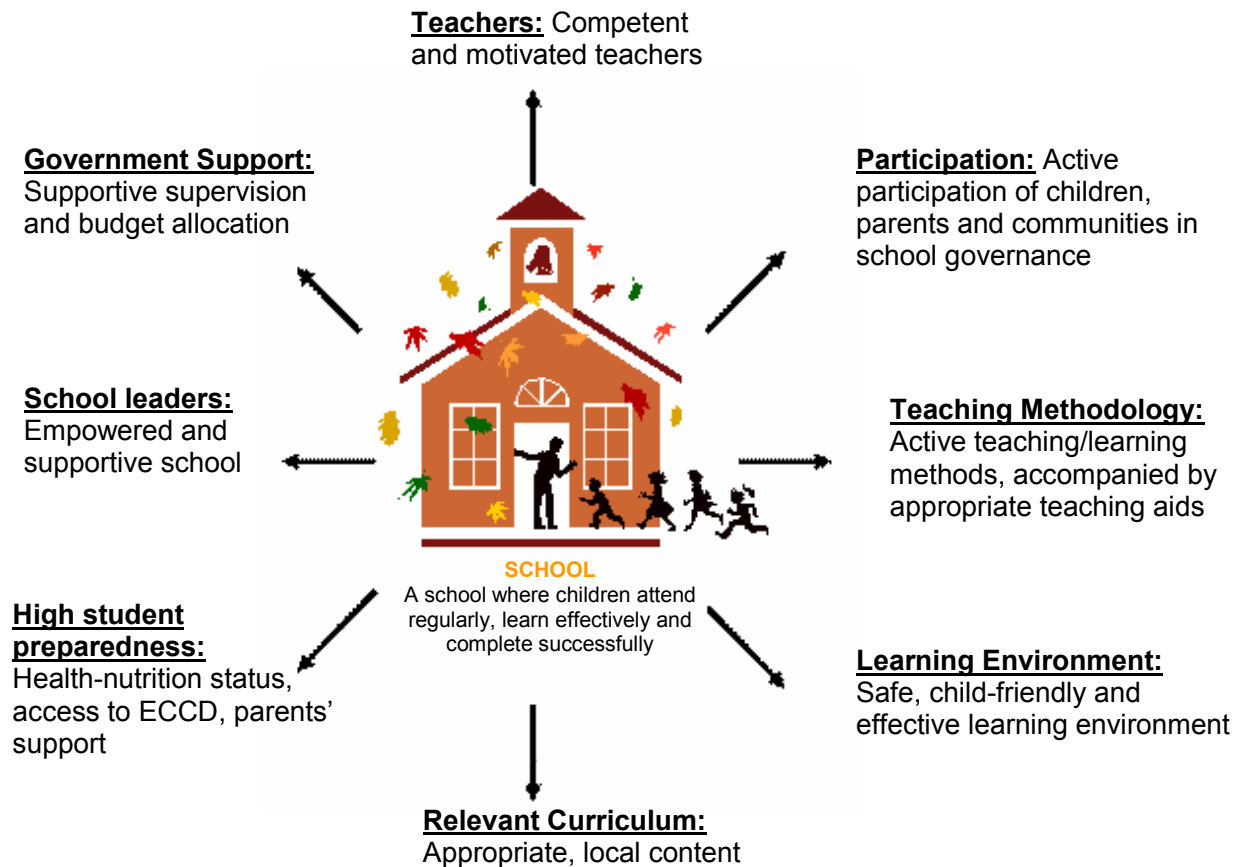 Teachers: Competent
and motivated teachers
Government Support:
Supportive supervision
and budget allocation
Participation: Active
participation of children,
parents and communities in
school governance
School leaders:
Empowered and
supportive school
Teaching Methodology:
Active teaching/learning
methods, accompanied by
appropriate teaching aids
SCHOOL
A school where children attend
regularly, learn effectively and
complete successfully
High student
preparedness:
Health-nutrition status,
access to ECCD, parents’
support
Learning Environment:
Safe, child-friendly and
effective learning environment
Relevant Curriculum:
Appropriate, local content